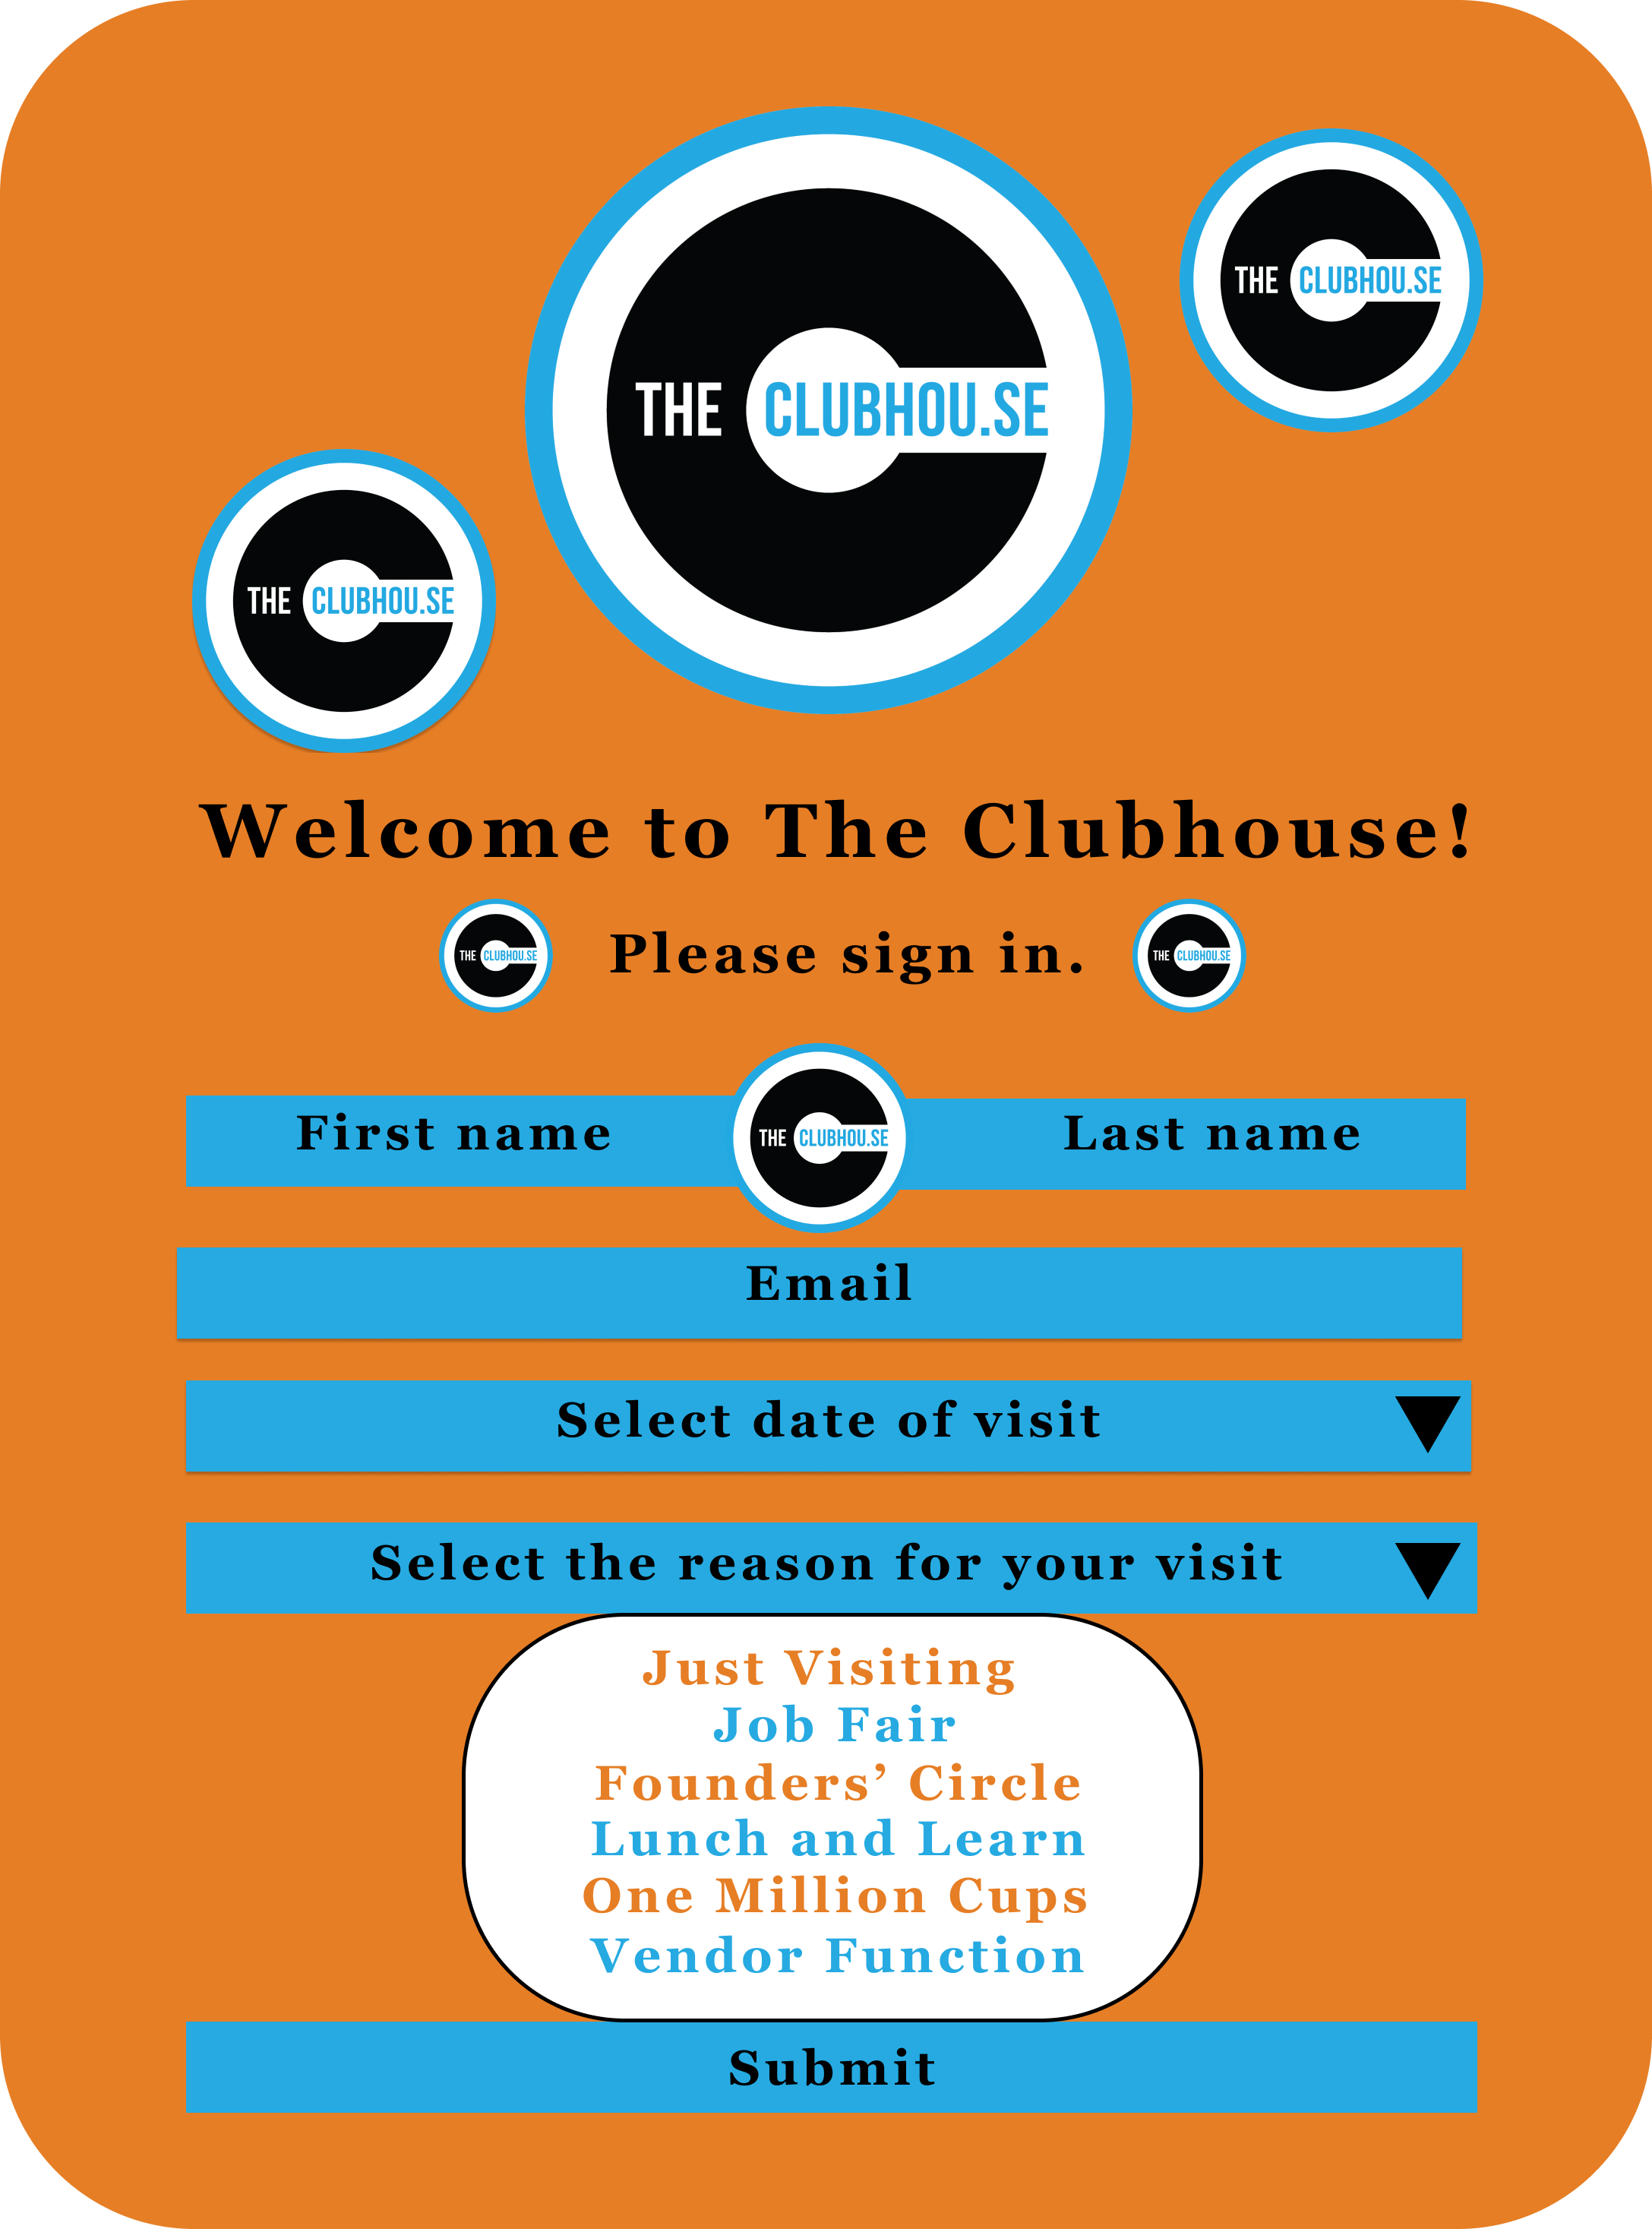 THE CLUBHOU.SE
THE CLUBHOU.SE
THE CLUBHOU.SE
Welcome to The Clubhouse!
THE CLUBHOU.SE
Please sign in.
THE CLUBHOU.SE
First name
THE CLUBHOU.SE
Last name
Email
Select date of visit
Select the reason for your visit
Just Visiting
Job Fair
Founders’ Circle
Lunch and Learn
One Million Cups
Vendor Function
Submit